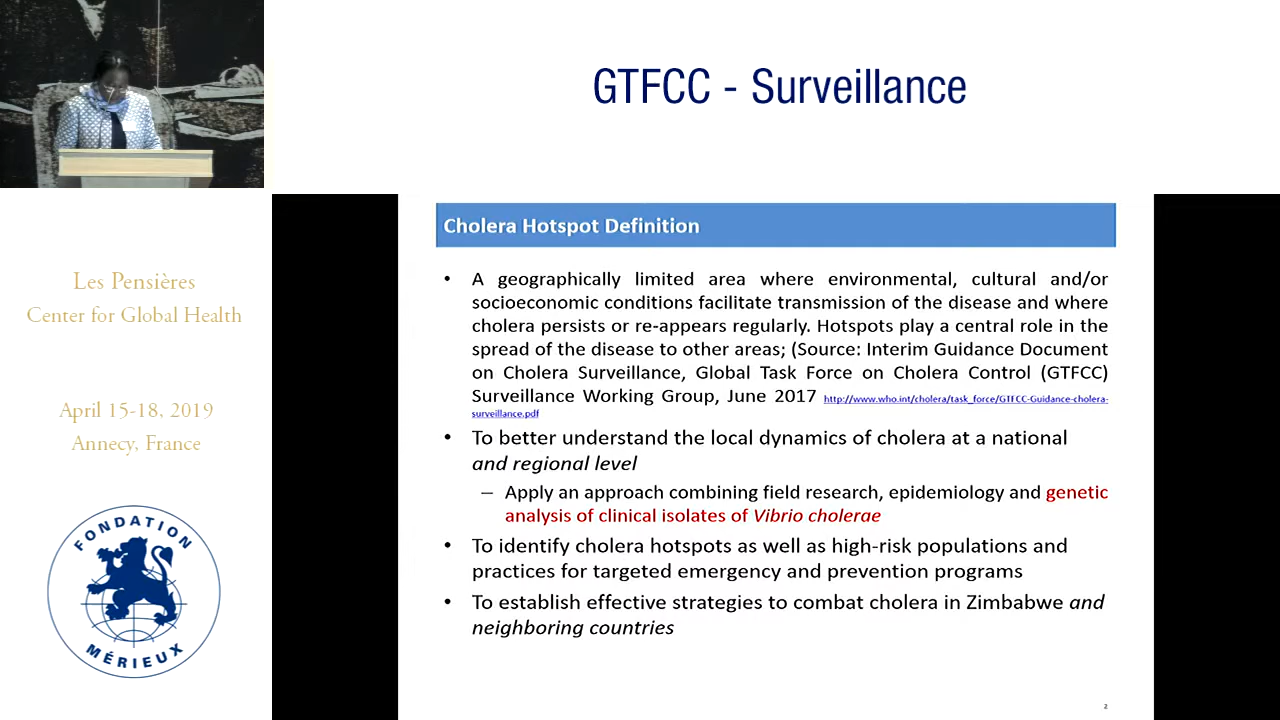 GTFCC - Surveillance
Les Pensières
Center for Global Health
April 15-18, 2019
Annecy, France
FONDATION
MÉRIEUX
Cholera Hotspot Definition
• A geographically limited area where environmental, cultural and/or
socioeconomic conditions facilitate transmission of the disease and where
cholera persists or re-appears regularly. Hotspots play a central role in the
spread of the disease to other areas; (Source: Interim Guidance Document
on Cholera Surveillance, Global Task Force on Cholera Control (GTFCC)
Surveillance Working Group, June 2017 http://www.who.int/cholera/task_force/GTFCC-Guidance-cholera-
surveillance.pdf
• To better understand the local dynamics of cholera at a national
and regional level
– Apply an approach combining field research, epidemiology and genetic
analysis of clinical isolates of Vibrio cholerae
• To identify cholera hotspots as well as high-risk populations and
practices for targeted emergency and prevention programs
• To establish effective strategies to combat cholera in Zimbabwe and
neighboring countries
2